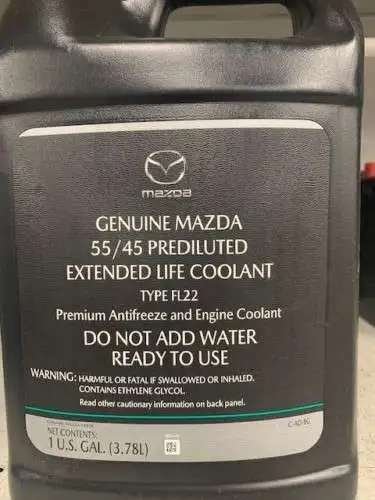 mazda
GENUINE MAZDA
55/45 PREDILUTED
EXTENDED LIFE COOLANT
TYPE FL22
Premium Antifreeze and Engine Coolant
DO NOT ADD WATER
READY TO USE
WARNING: HARMFUL OR FATAL IF SWALLOWED OR INHALED.
CONTAINS ETHYLENE GLYCOL.
Read other cautionary information on back panel.
NET CONTENTS:
1 U.S. GAL. (3.78L)